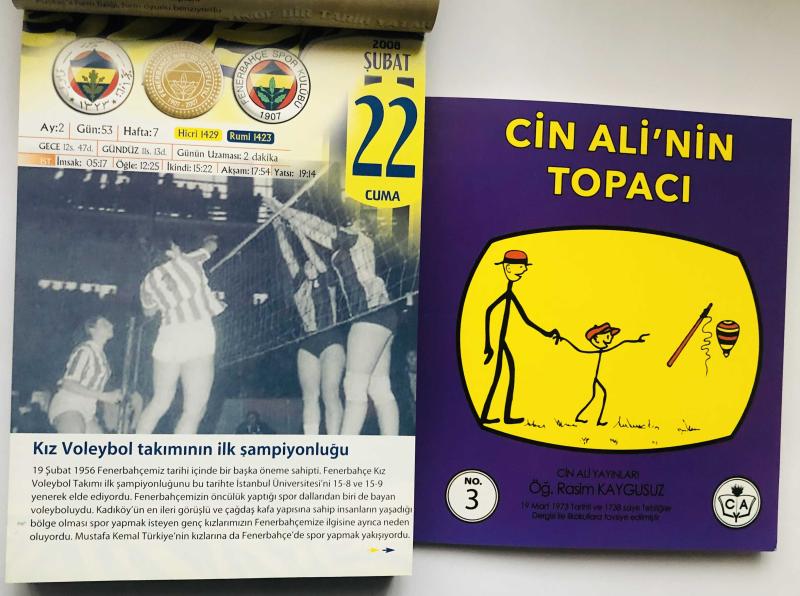 2008
ŞUBAT
22
CUMA
FENERBAHÇE SPOR KULÜBÜ
1907
Ay:2 Gün:53 Hafta:7 Hicri 1429 Rumi 1423
GECE 12s. 47d. GÜNDÜZ 11s. 13d. Günün Uzaması: 2 dakika
İST. İmsak: 05:17 Öğle: 12:25 İkindi: 15:22 Akşam: 17:54 Yatsı: 19:14
Kız Voleybol takımının ilk şampiyonluğu
19 Şubat 1956 Fenerbahçemiz tarihi içinde bir başka öneme sahipti. Fenerbahçe Kız
Voleybol Takımı ilk şampiyonluğunu bu tarihte İstanbul Üniversitesi'ni 15-8 ve 15-9
yenerek elde ediyordu. Fenerbahçemizin öncülük yaptığı spor dallarından biri de bayan
voleyboluydu. Kadıköy'ün en ileri görüşlü ve çağdaş kafa yapısına sahip insanların yaşadığı
bölge olması spor yapmak isteyen genç kızlarımızın Fenerbahçemize ilgisine ayrıca neden
oluyordu. Mustafa Kemal Türkiye'nin kızlarına da Fenerbahçe'de spor yapmak yakışıyordu.
CİN ALİ'NİN
TOPACI
NO.
3
CİN ALİ YAYINLARI
Öğ. Rasim KAYGUSUZ
19 Mart 1973 Tarihli ve 1738 sayılı Tebliğler
Dergisi ile ilkokullara tavsiye edilmiştir.
C A